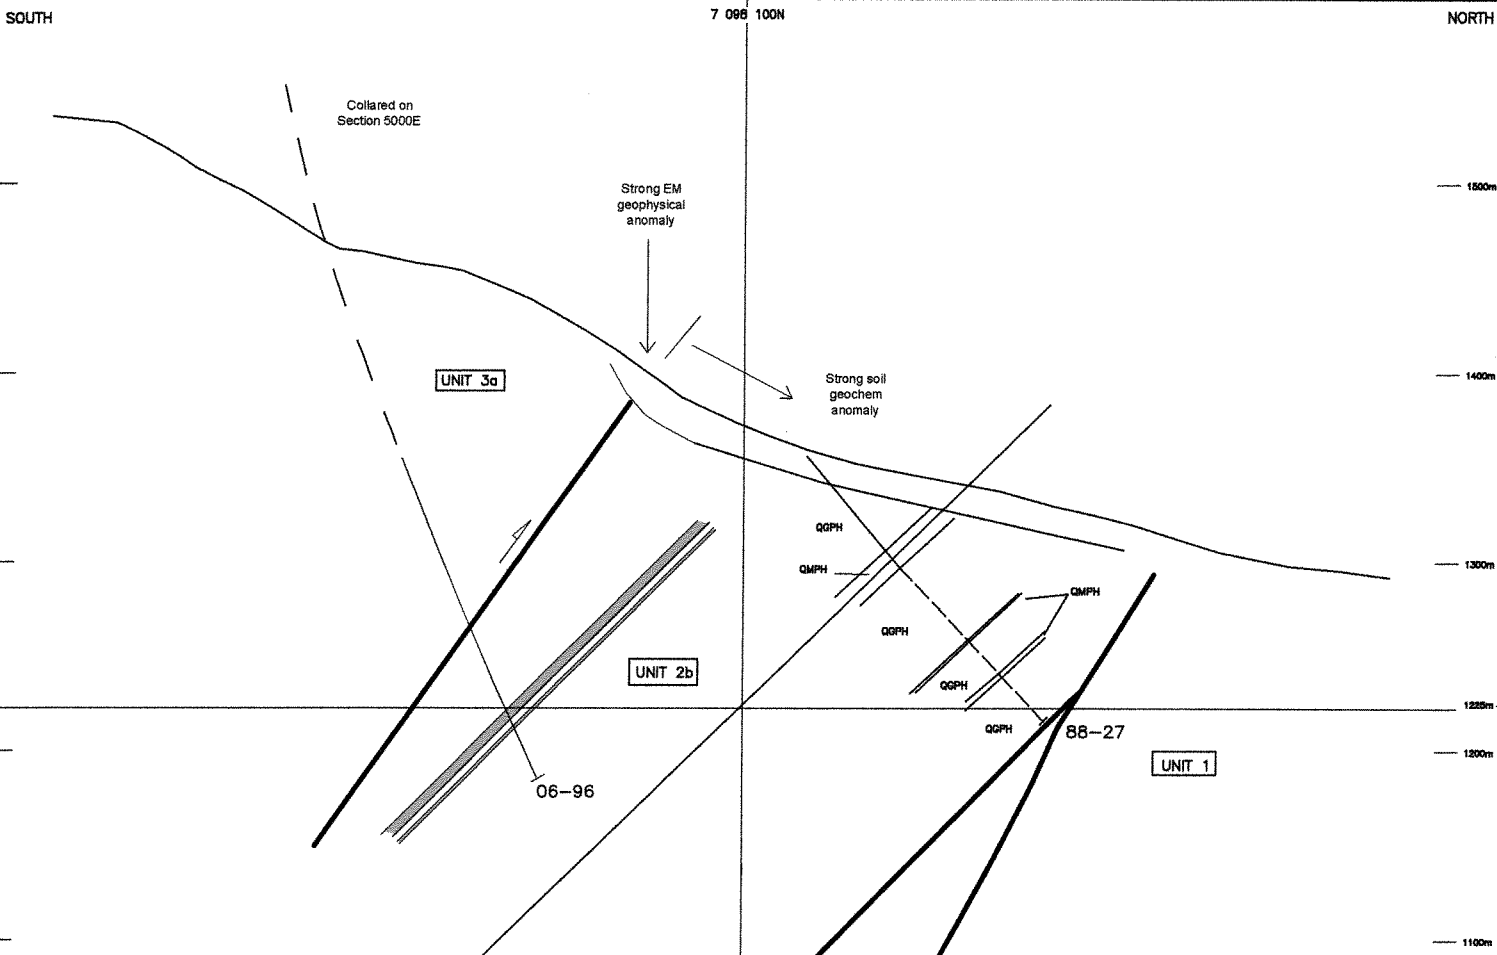 SOUTH
7 098 100N
NORTH
Collared on
Section 5000E
Strong EM
geophysical
anomaly
1500m
UNIT 3a
Strong soil
geochem
anomaly
1400m
QGPH
QMPH
1300m
QMPH
QGPH
UNIT 2b
QGPH
1225m
QGPH
88-27
1200m
UNIT 1
06-96
1100m